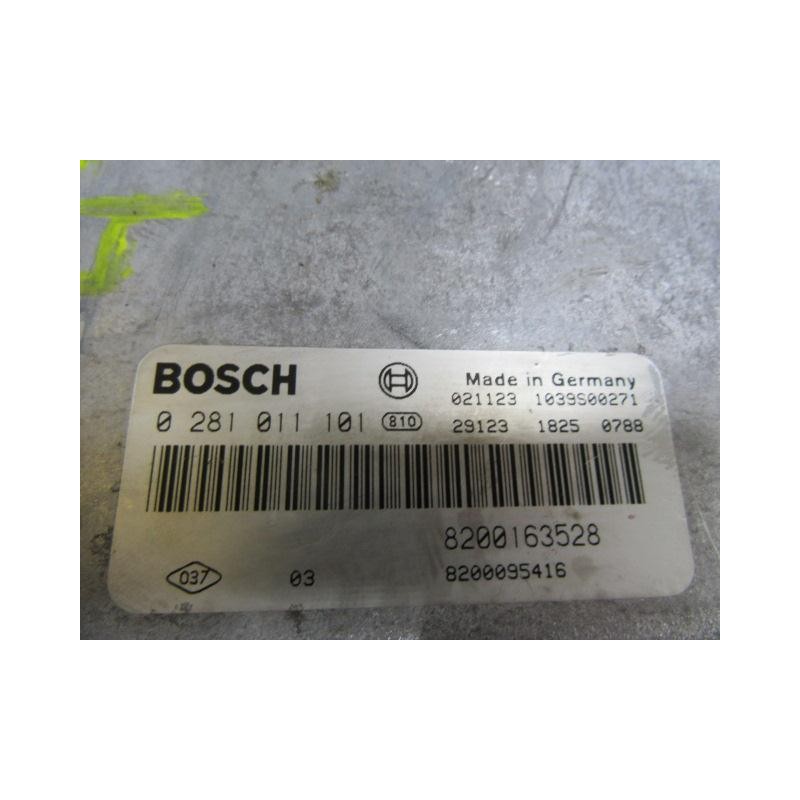 BOSCH
Made in Germany
021123 1039S00271
0 281 011 101 810
29123 1825 0788
8200163528
037 03
8200095416